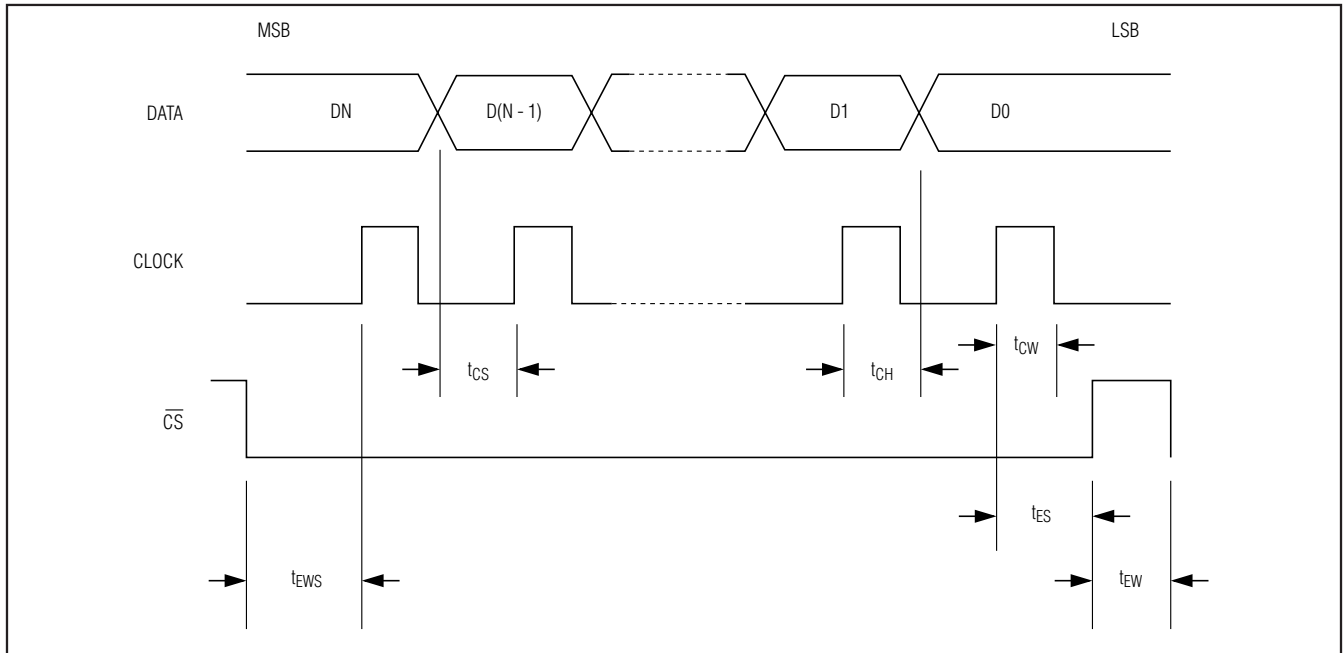 MSB LSB
DATA DN D(N - 1) D1 D0
CLOCK
tCS tCH tCW
CS
tES
tEWS tEW